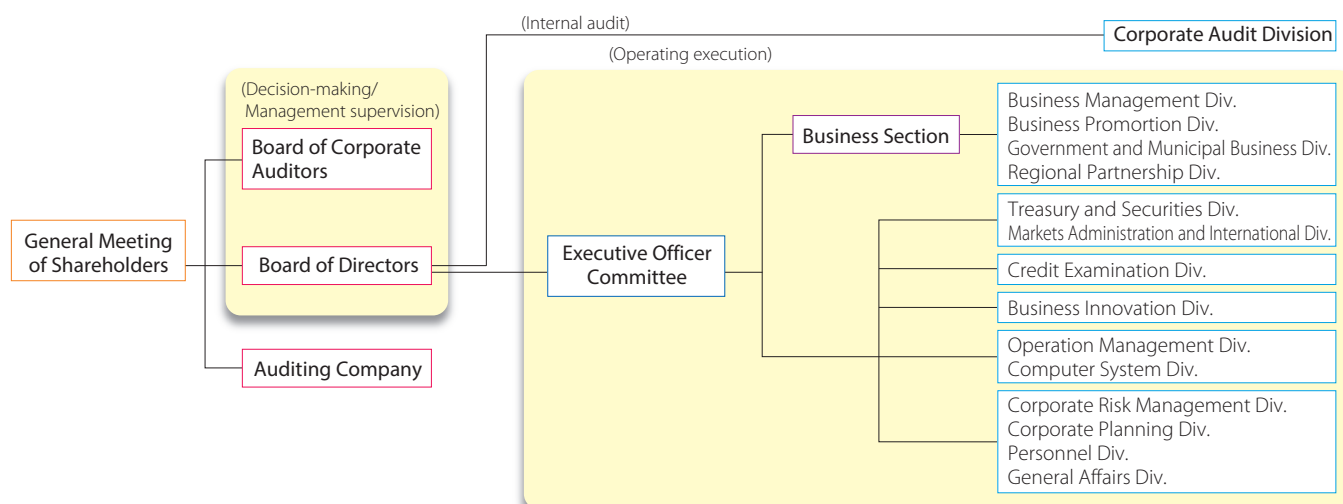 (Internal audit)
Corporate Audit Division
(Operating execution)
(Decision-making/
Management supervision)
Board of Corporate
Auditors
General Meeting
of Shareholders
Board of Directors
Auditing Company
Executive Officer
Committee
Business Section
Business Management Div.
Business Promortion Div.
Government and Municipal Business Div.
Regional Partnership Div.
Treasury and Securities Div.
Markets Administration and International Div.
Credit Examination Div.
Business Innovation Div.
Operation Management Div.
Computer System Div.
Corporate Risk Management Div.
Corporate Planning Div.
Personnel Div.
General Affairs Div.